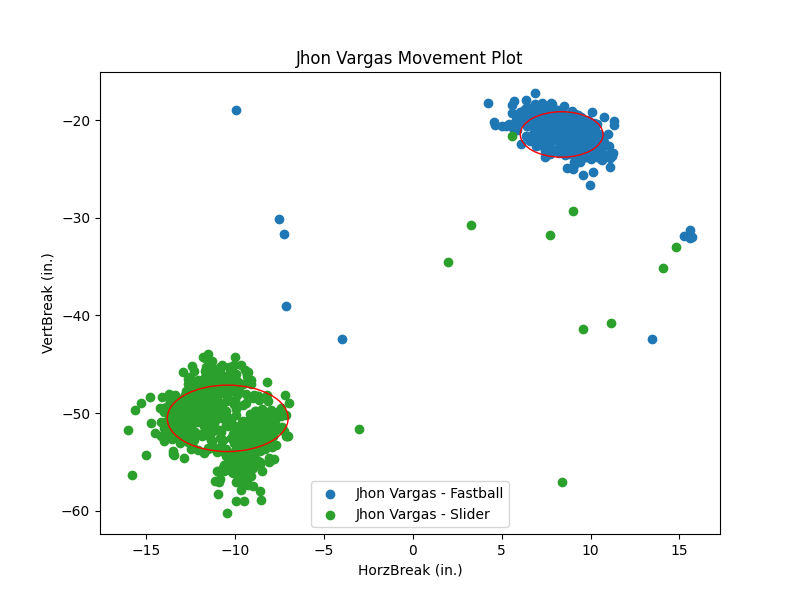 Jhon Vargas Movement Plot
VertBreak (in.)
−20
−30
−40
−50
−60
−15
−10
−5
0
5
10
15
HorzBreak (in.)
Jhon Vargas - Fastball
Jhon Vargas - Slider